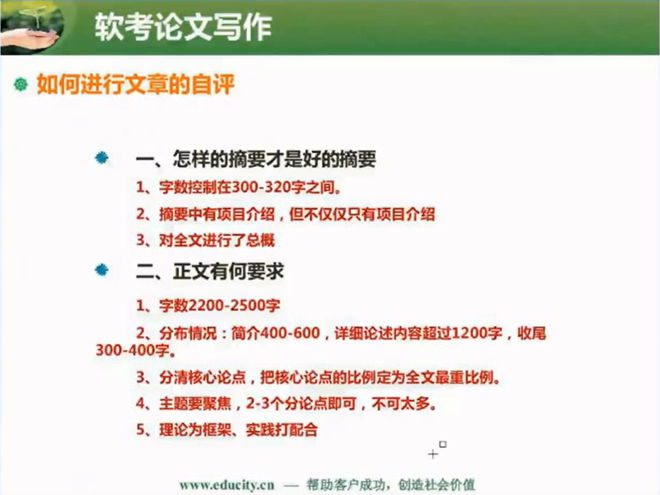 软考论文写作
如何进行文章的自评
一、怎样的摘要才是好的摘要
1、字数控制在300-320字之间。
2、摘要中有项目介绍，但不仅仅只有项目介绍
3、对全文进行了总概
二、正文有何要求
1、字数2200-2500字
2、分布情况：简介400-600，详细论述内容超过1200字，收尾
300-400字。
3、分清核心论点，把核心论点的比例定为全文最重比例。
4、主题要聚焦，2-3个分论点即可，不可太多。
5、理论为框架、实践打配合
www.educity.cn — 帮助客户成功，创造社会价值